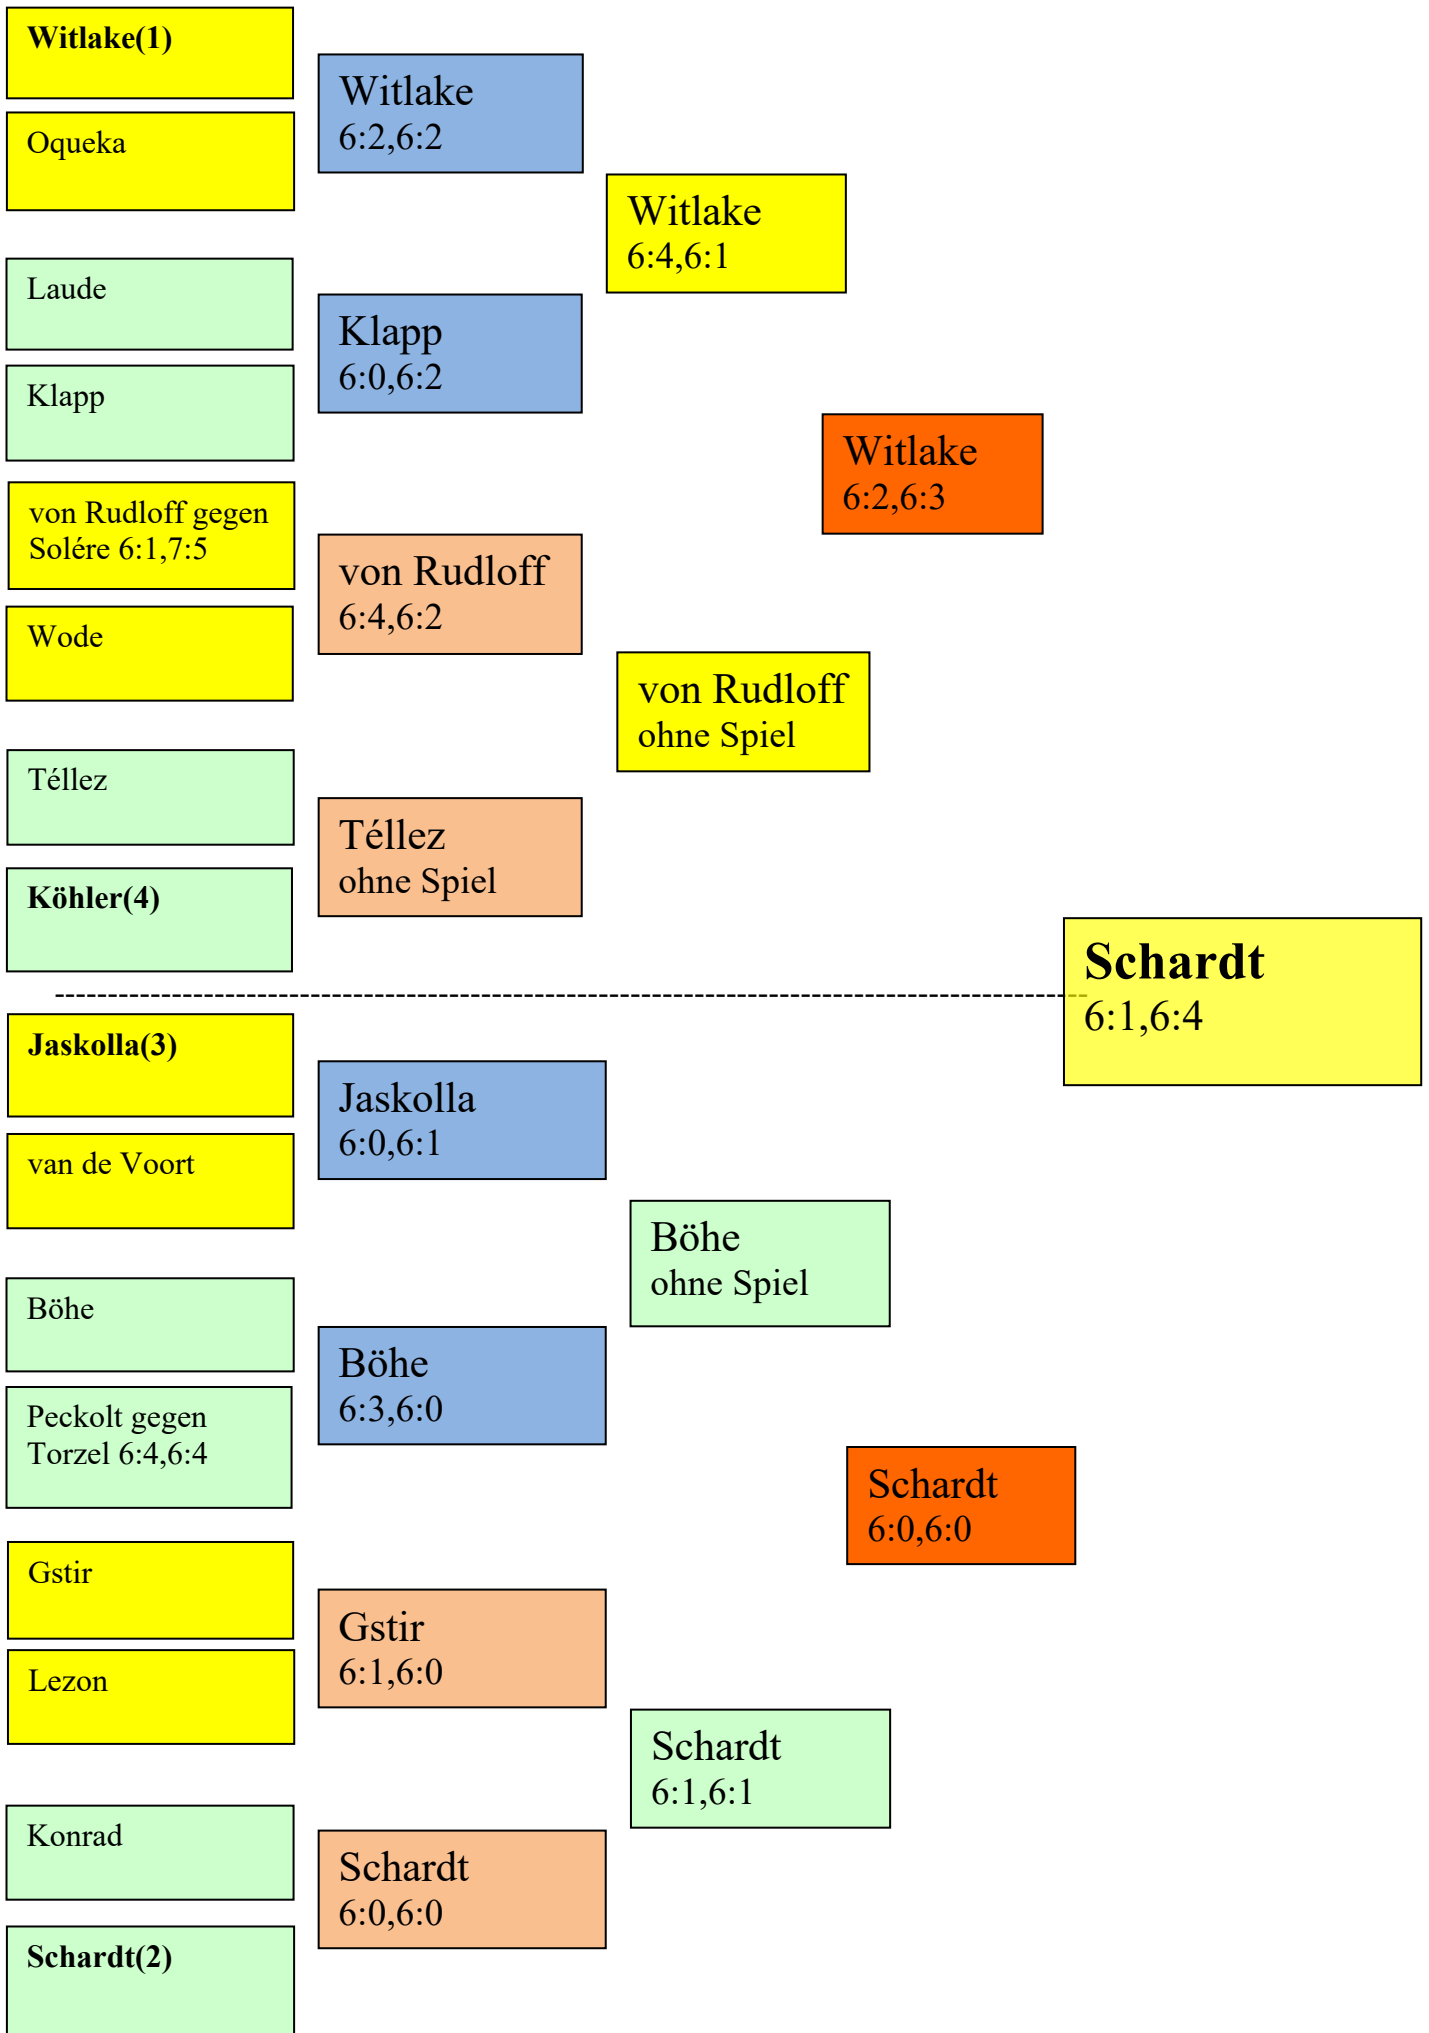 Witlake(1)
Oqueka
Laude
Klapp
von Rudloff gegen
Solére 6:1,7:5
Wode
Téllez
Köhler(4)
Jaskolla(3)
van de Voort
Böhe
Peckolt gegen
Torzel 6:4,6:4
Gstir
Lezon
Konrad
Schardt(2)
Witlake
6:2,6:2
Klapp
6:0,6:2
von Rudloff
6:4,6:2
Téllez
ohne Spiel
Jaskolla
6:0,6:1
Böhe
6:3,6:0
Gstir
6:1,6:0
Schardt
6:0,6:0
Witlake
6:4,6:1
von Rudloff
ohne Spiel
Böhe
ohne Spiel
Schardt
6:1,6:1
Witlake
6:2,6:3
Schardt
6:0,6:0
Schardt
6:1,6:4